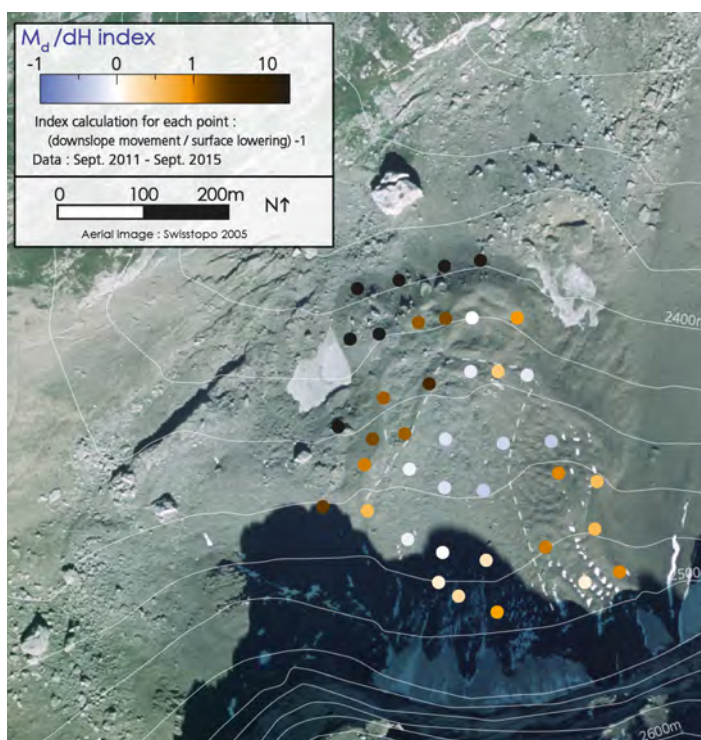 M_d /dH index
-1 0 1 10
Index calculation for each point :
(downslope movement / surface lowering) -1
Data : Sept. 2011 - Sept. 2015
0 100 200m
N↑
Aerial image : Swisstopo 2005
2400m
2500m
2600m